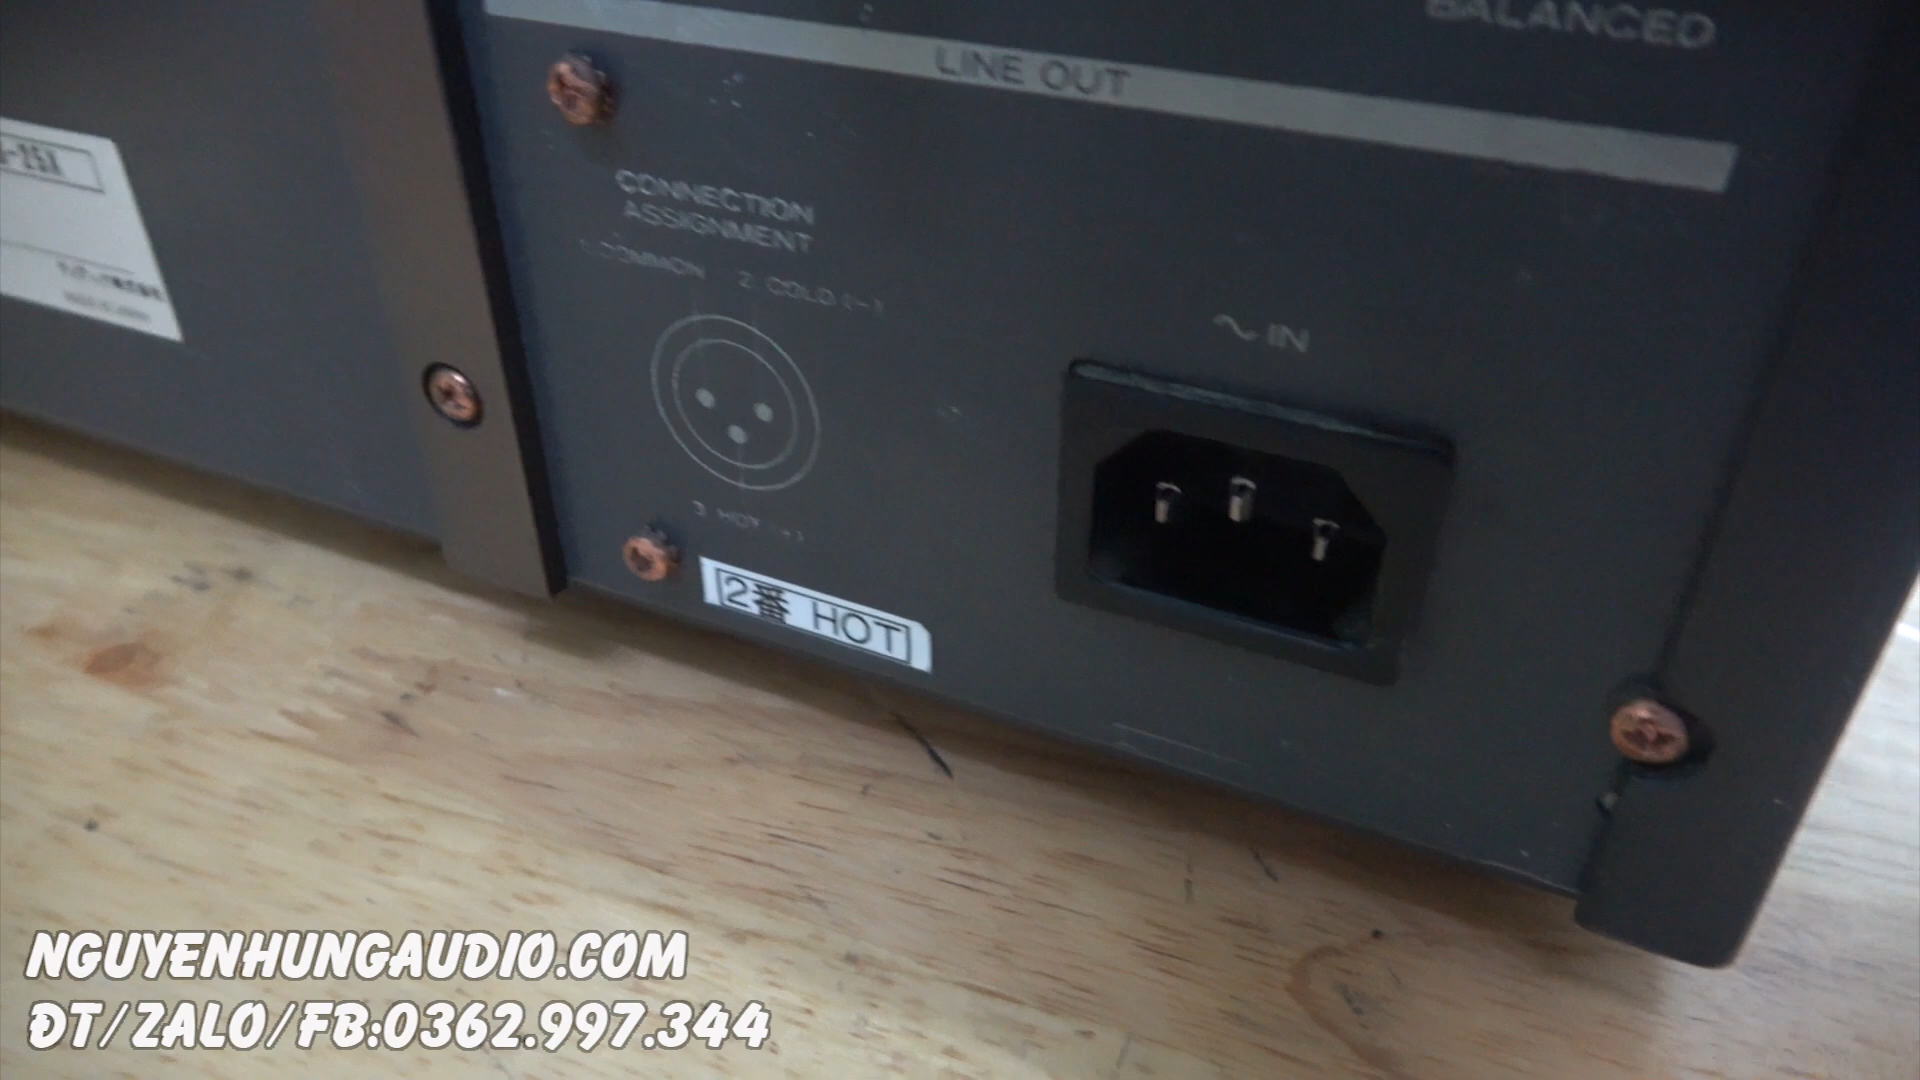 BALANCED
LINE OUT
CONNECTION
ASSIGNMENT
COMMON 2 COLD (-)
~ IN
3 HOT
2番 HOT
-25X
NGUYENHUNGAUDIO.COM
ĐT/ZALO/FB:0362.997.344